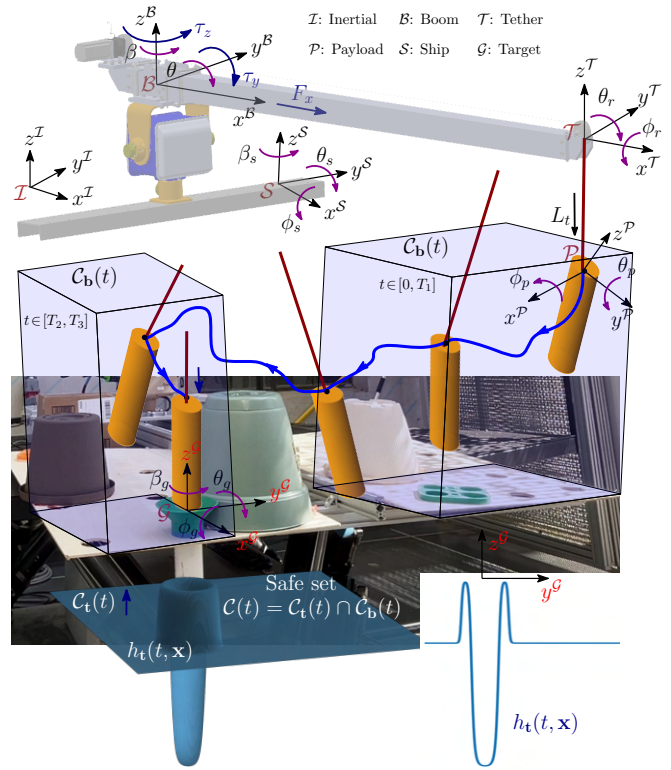 z^ℬ
τ_z
ℐ: Inertial ℬ: Boom 𝒯: Tether
𝒫: Payload 𝒮: Ship 𝒢: Target
β
y^ℬ
θ
τ_y
ℬ
F_x
x^ℬ
z^𝒯
θ_r
y^𝒯
𝒯
ϕ_r
x^𝒯
z^ℐ
y^ℐ
ℐ
x^ℐ
β_s
z^𝒮
θ_s
y^𝒮
𝒮
x^𝒮
ϕ_s
L_t
z^𝒫
𝒫
θ_p
ϕ_p
x^𝒫
y^𝒫
𝒞_𝐛(t)
t∈[0, T_1]
𝒞_𝐛(t)
t∈[T_2, T_3]
z^𝒢
β_g
θ_g
y^𝒢
𝒢
ϕ_g
x^𝒢
z^𝒢
y^𝒢
𝒞_𝐭(t)
Safe set
𝒞(t) = 𝒞_𝐭(t) ∩ 𝒞_𝐛(t)
h_𝐭(t, 𝐱)
h_𝐭(t, 𝐱)